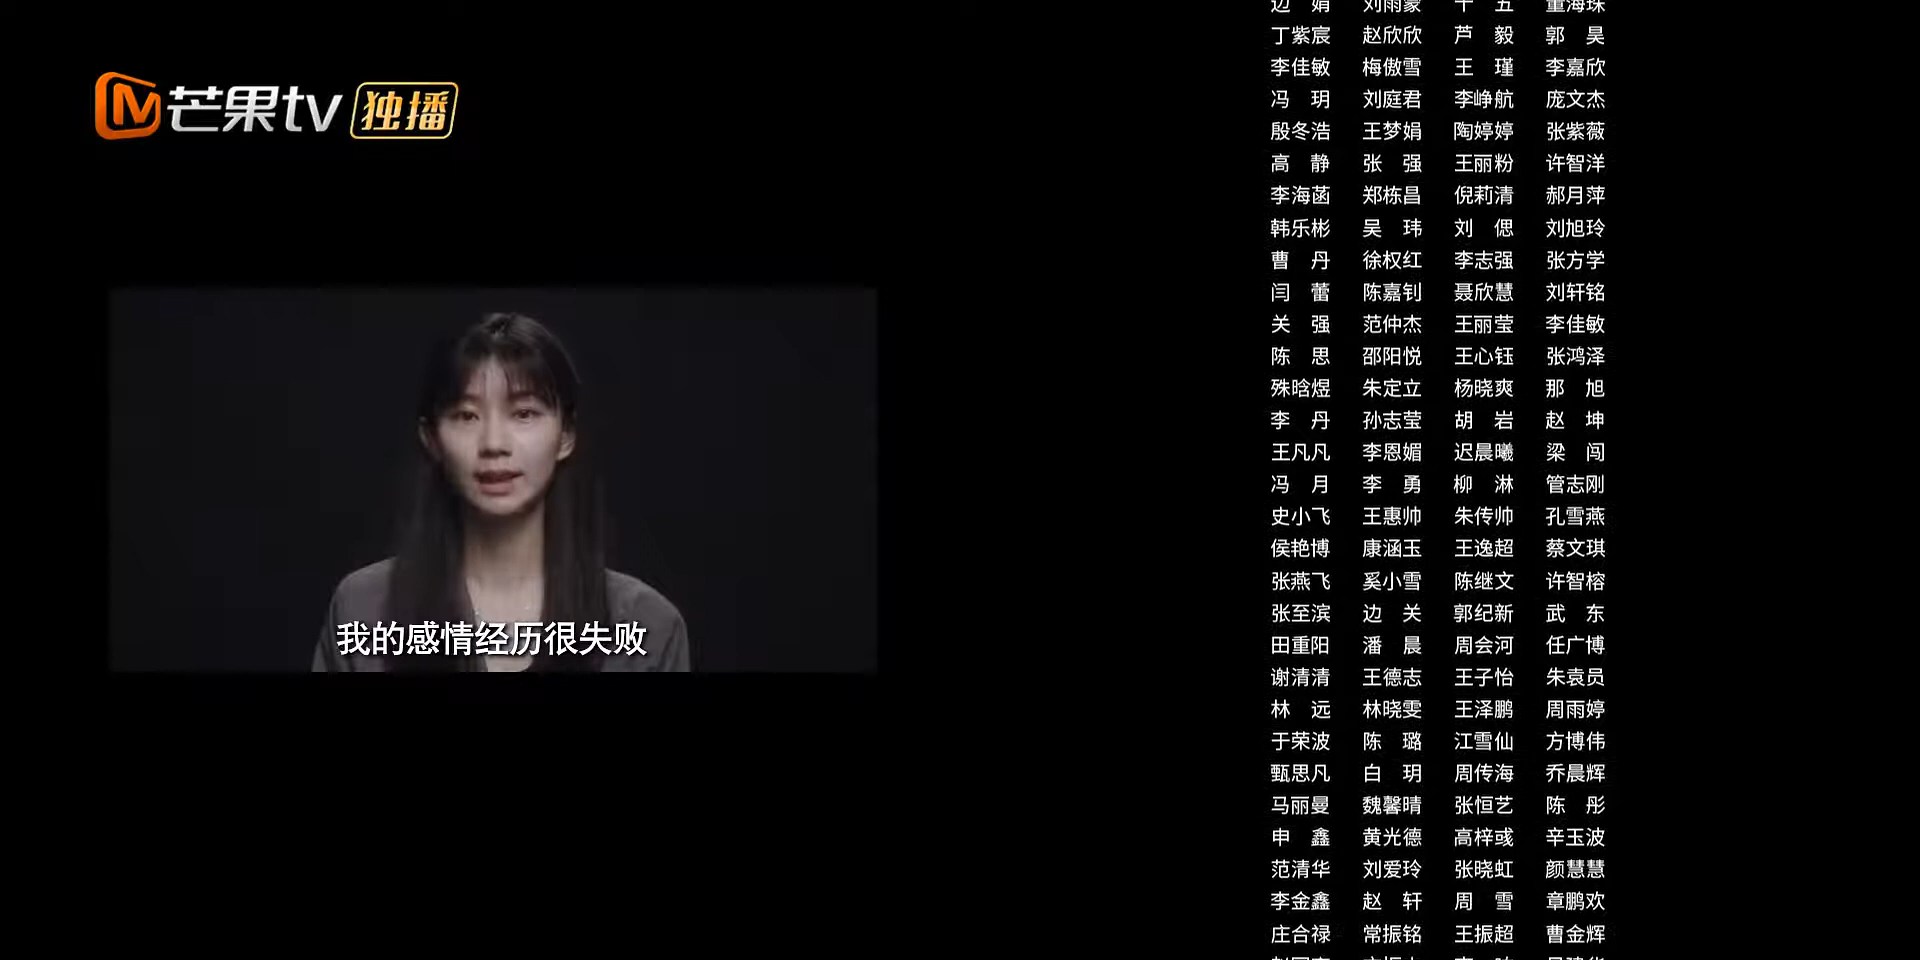 芒果tv 独播
我的感情经历很失败
边 娟 刘雨蒙 十 五 董海珠
丁紫宸 赵欣欣 芦 毅 郭 昊
李佳敏 梅傲雪 王 瑾 李嘉欣
冯 玥 刘庭君 李峥航 庞文杰
殷冬浩 王梦娟 陶婷婷 张紫薇
高 静 张 强 王丽粉 许智洋
李海菡 郑栋昌 倪莉清 郝月萍
韩乐彬 吴 玮 刘 偲 刘旭玲
曹 丹 徐权红 李志强 张方学
闫 蕾 陈嘉钊 聂欣慧 刘轩铭
关 强 范仲杰 王丽莹 李佳敏
陈 思 邵阳悦 王心钰 张鸿泽
殊晗煜 朱定立 杨晓爽 那 旭
李 丹 孙志莹 胡 岩 赵 坤
王凡凡 李恩媚 迟晨曦 梁 闯
冯 月 李 勇 柳 淋 管志刚
史小飞 王惠帅 朱传帅 孔雪燕
侯艳博 康涵玉 王逸超 蔡文琪
张燕飞 奚小雪 陈继文 许智榕
张至滨 边 关 郭纪新 武 东
田重阳 潘 晨 周会河 任广博
谢清清 王德志 王子怡 朱袁员
林 远 林晓雯 王泽鹏 周雨婷
于荣波 陈 璐 江雪仙 方博伟
甄思凡 白 玥 周传海 乔晨辉
马丽曼 魏馨晴 张恒艺 陈 彤
申 鑫 黄光德 高梓彧 辛玉波
范清华 刘爱玲 张晓虹 颜慧慧
李金鑫 赵 轩 周 雪 章鹏欢
庄合禄 常振铭 王振超 曹金辉